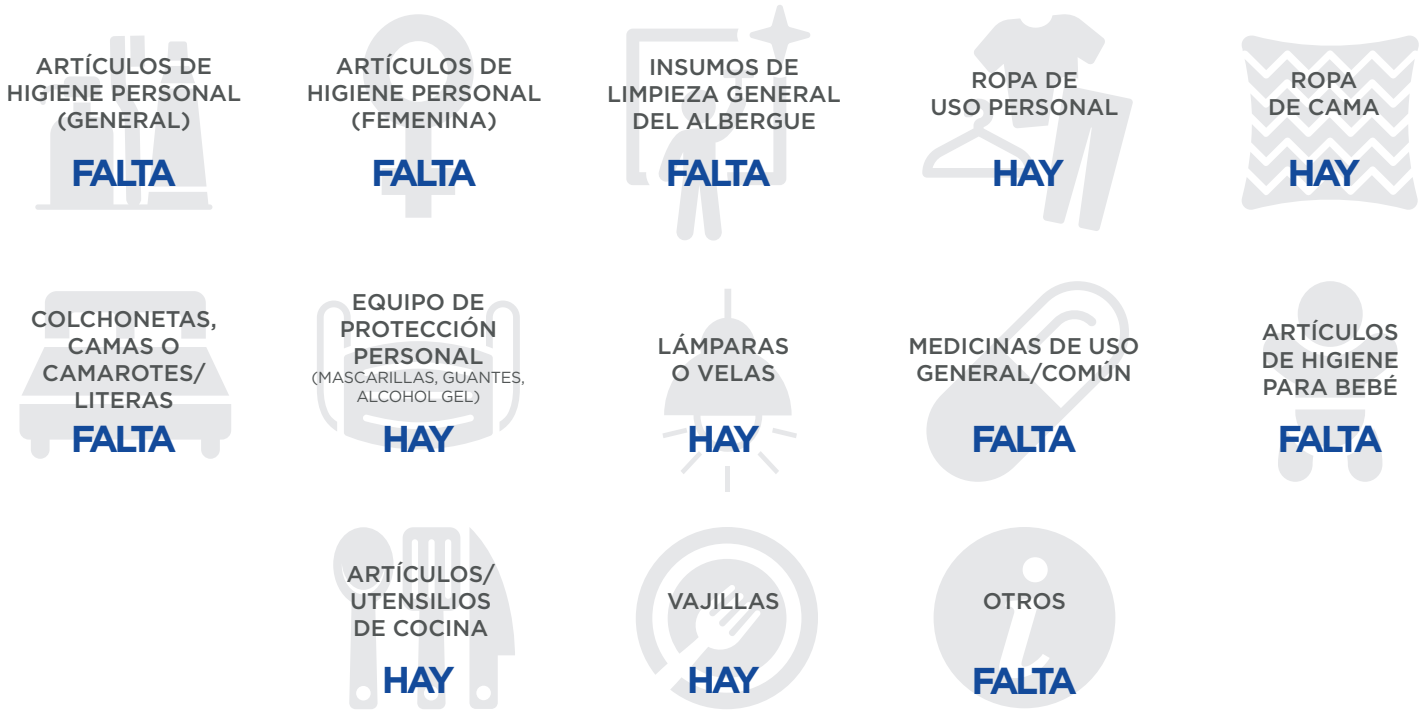 ARTÍCULOS DE
HIGIENE PERSONAL
(GENERAL)
FALTA
ARTÍCULOS DE
HIGIENE PERSONAL
(FEMENINA)
FALTA
INSUMOS DE
LIMPIEZA GENERAL
DEL ALBERGUE
FALTA
ROPA DE
USO PERSONAL
HAY
ROPA
DE CAMA
HAY
COLCHONETAS,
CAMAS O
CAMAROTES/
LITERAS
FALTA
EQUIPO DE
PROTECCIÓN
PERSONAL
(MASCARILLAS, GUANTES,
ALCOHOL GEL)
HAY
LÁMPARAS
O VELAS
HAY
MEDICINAS DE USO
GENERAL/COMÚN
FALTA
ARTÍCULOS
DE HIGIENE
PARA BEBÉ
FALTA
ARTÍCULOS/
UTENSILIOS
DE COCINA
HAY
VAJILLAS
HAY
OTROS
FALTA